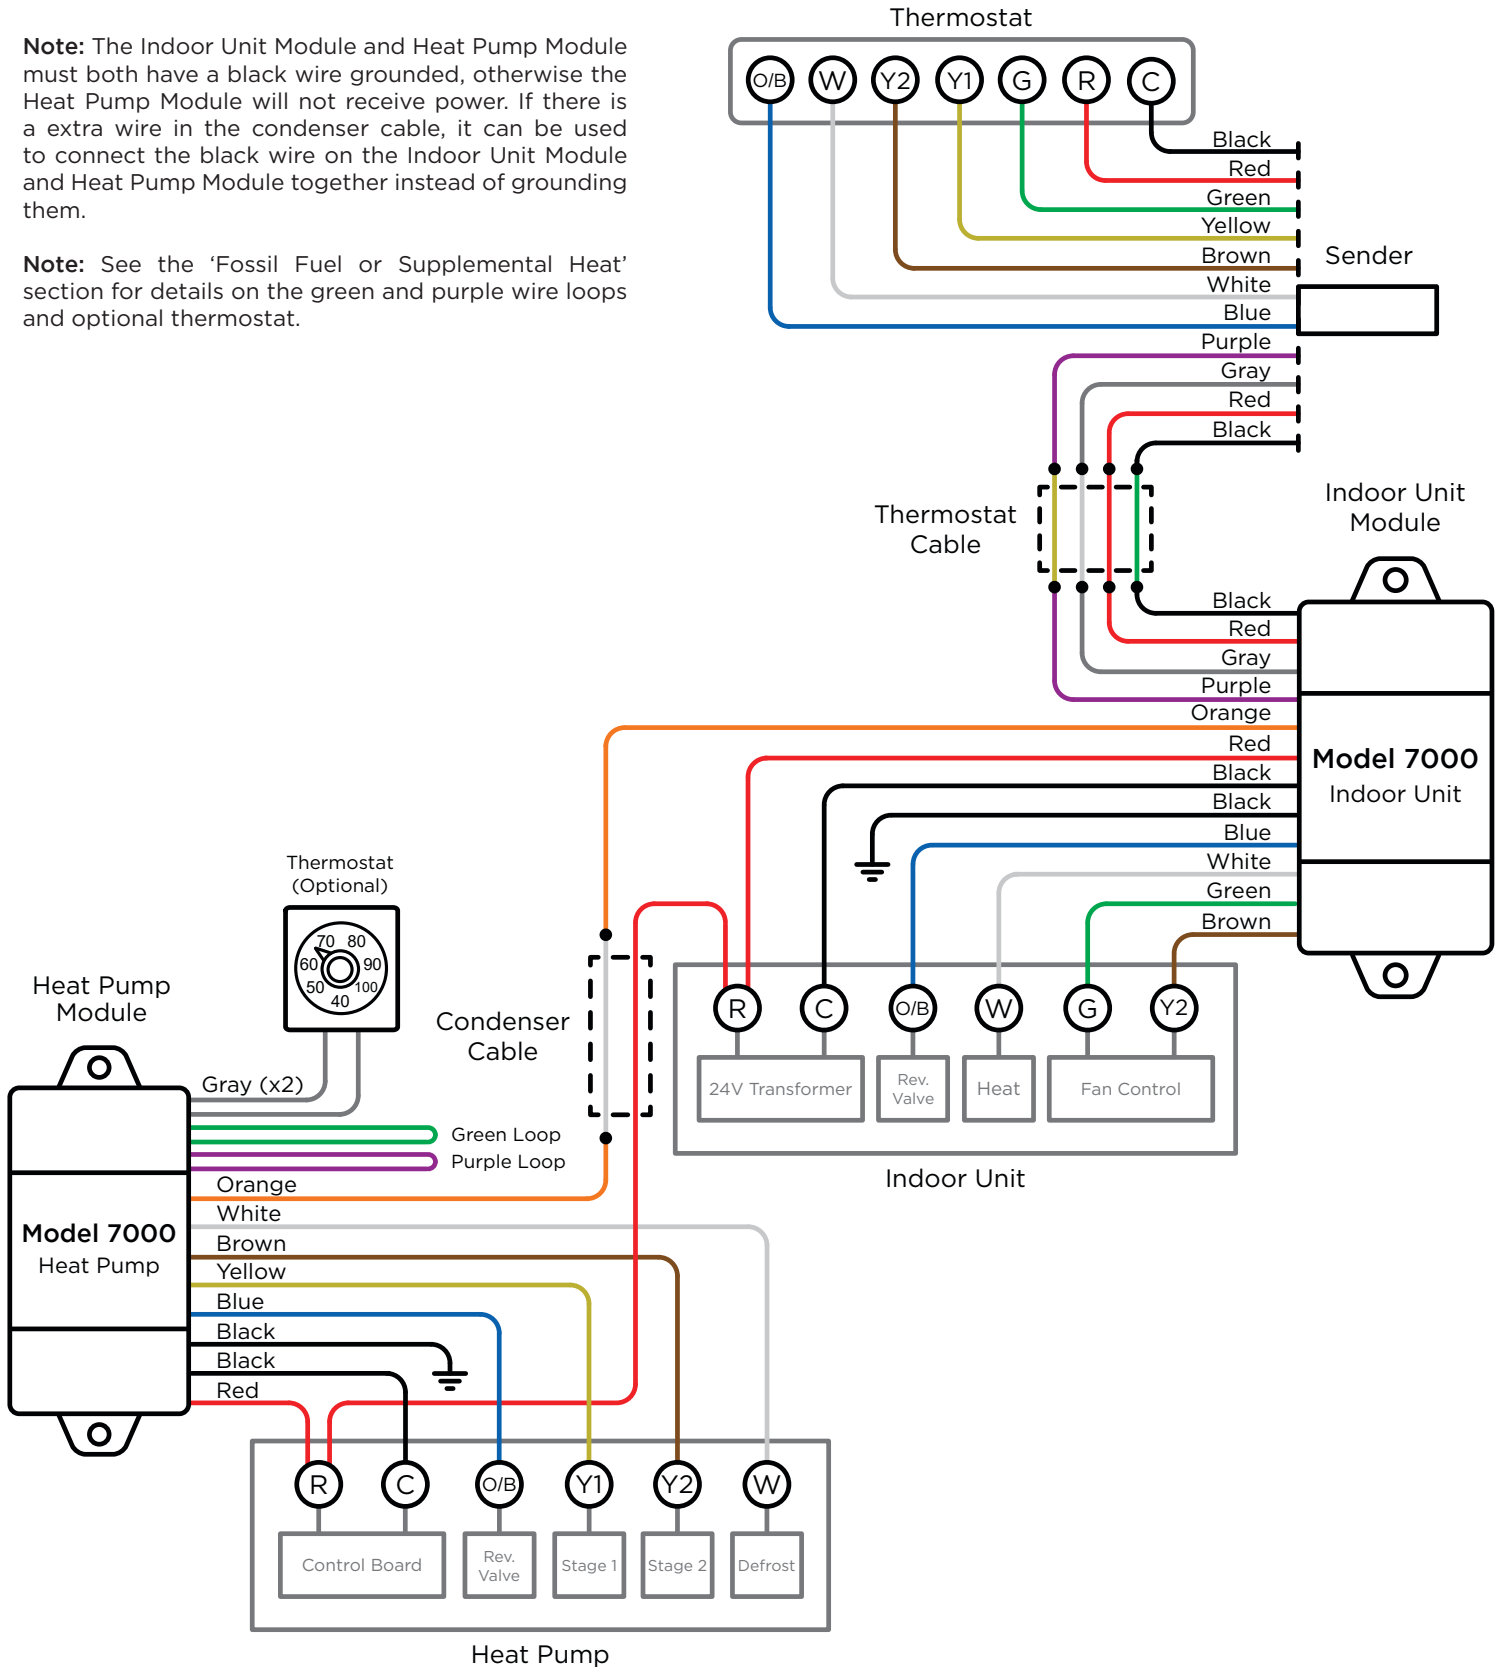 Thermostat
Note: The Indoor Unit Module and Heat Pump Module
must both have a black wire grounded, otherwise the
Heat Pump Module will not receive power. If there is
a extra wire in the condenser cable, it can be used
to connect the black wire on the Indoor Unit Module
and Heat Pump Module together instead of grounding
them.
Note: See the ‘Fossil Fuel or Supplemental Heat’
section for details on the green and purple wire loops
and optional thermostat.
O/B W Y2 Y1 G R C
Black
Red
Green
Yellow
Brown
White
Blue
Sender
Purple
Gray
Red
Black
Thermostat
Cable
Indoor Unit
Module
Black
Red
Gray
Purple
Orange
Red
Black
Black
Blue
White
Green
Brown
Model 7000
Indoor Unit
Thermostat
(Optional)
70 80
60 90
50 100
40
Heat Pump
Module
Condenser
Cable
R C O/B W G Y2
24V Transformer
Rev.
Valve
Heat
Fan Control
Indoor Unit
Gray (x2)
Green Loop
Purple Loop
Orange
White
Brown
Yellow
Blue
Black
Black
Red
Model 7000
Heat Pump
R C O/B Y1 Y2 W
Control Board
Rev.
Valve
Stage 1
Stage 2
Defrost
Heat Pump